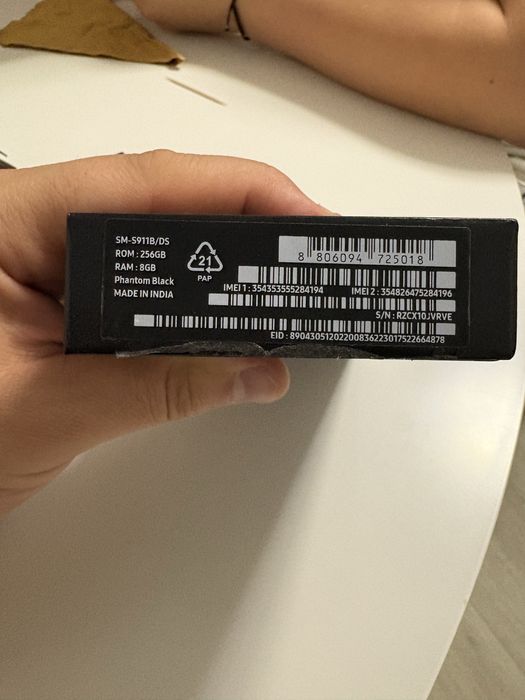 SM-S911B/DS
ROM : 256GB
RAM : 8GB
Phantom Black
MADE IN INDIA
21
PAP
8 806094 725018
IMEI 1 : 354353555284194
IMEI 2 : 354826475284196
S/N : RZCX10JVRVE
EID : 89043051202200836223017522664878